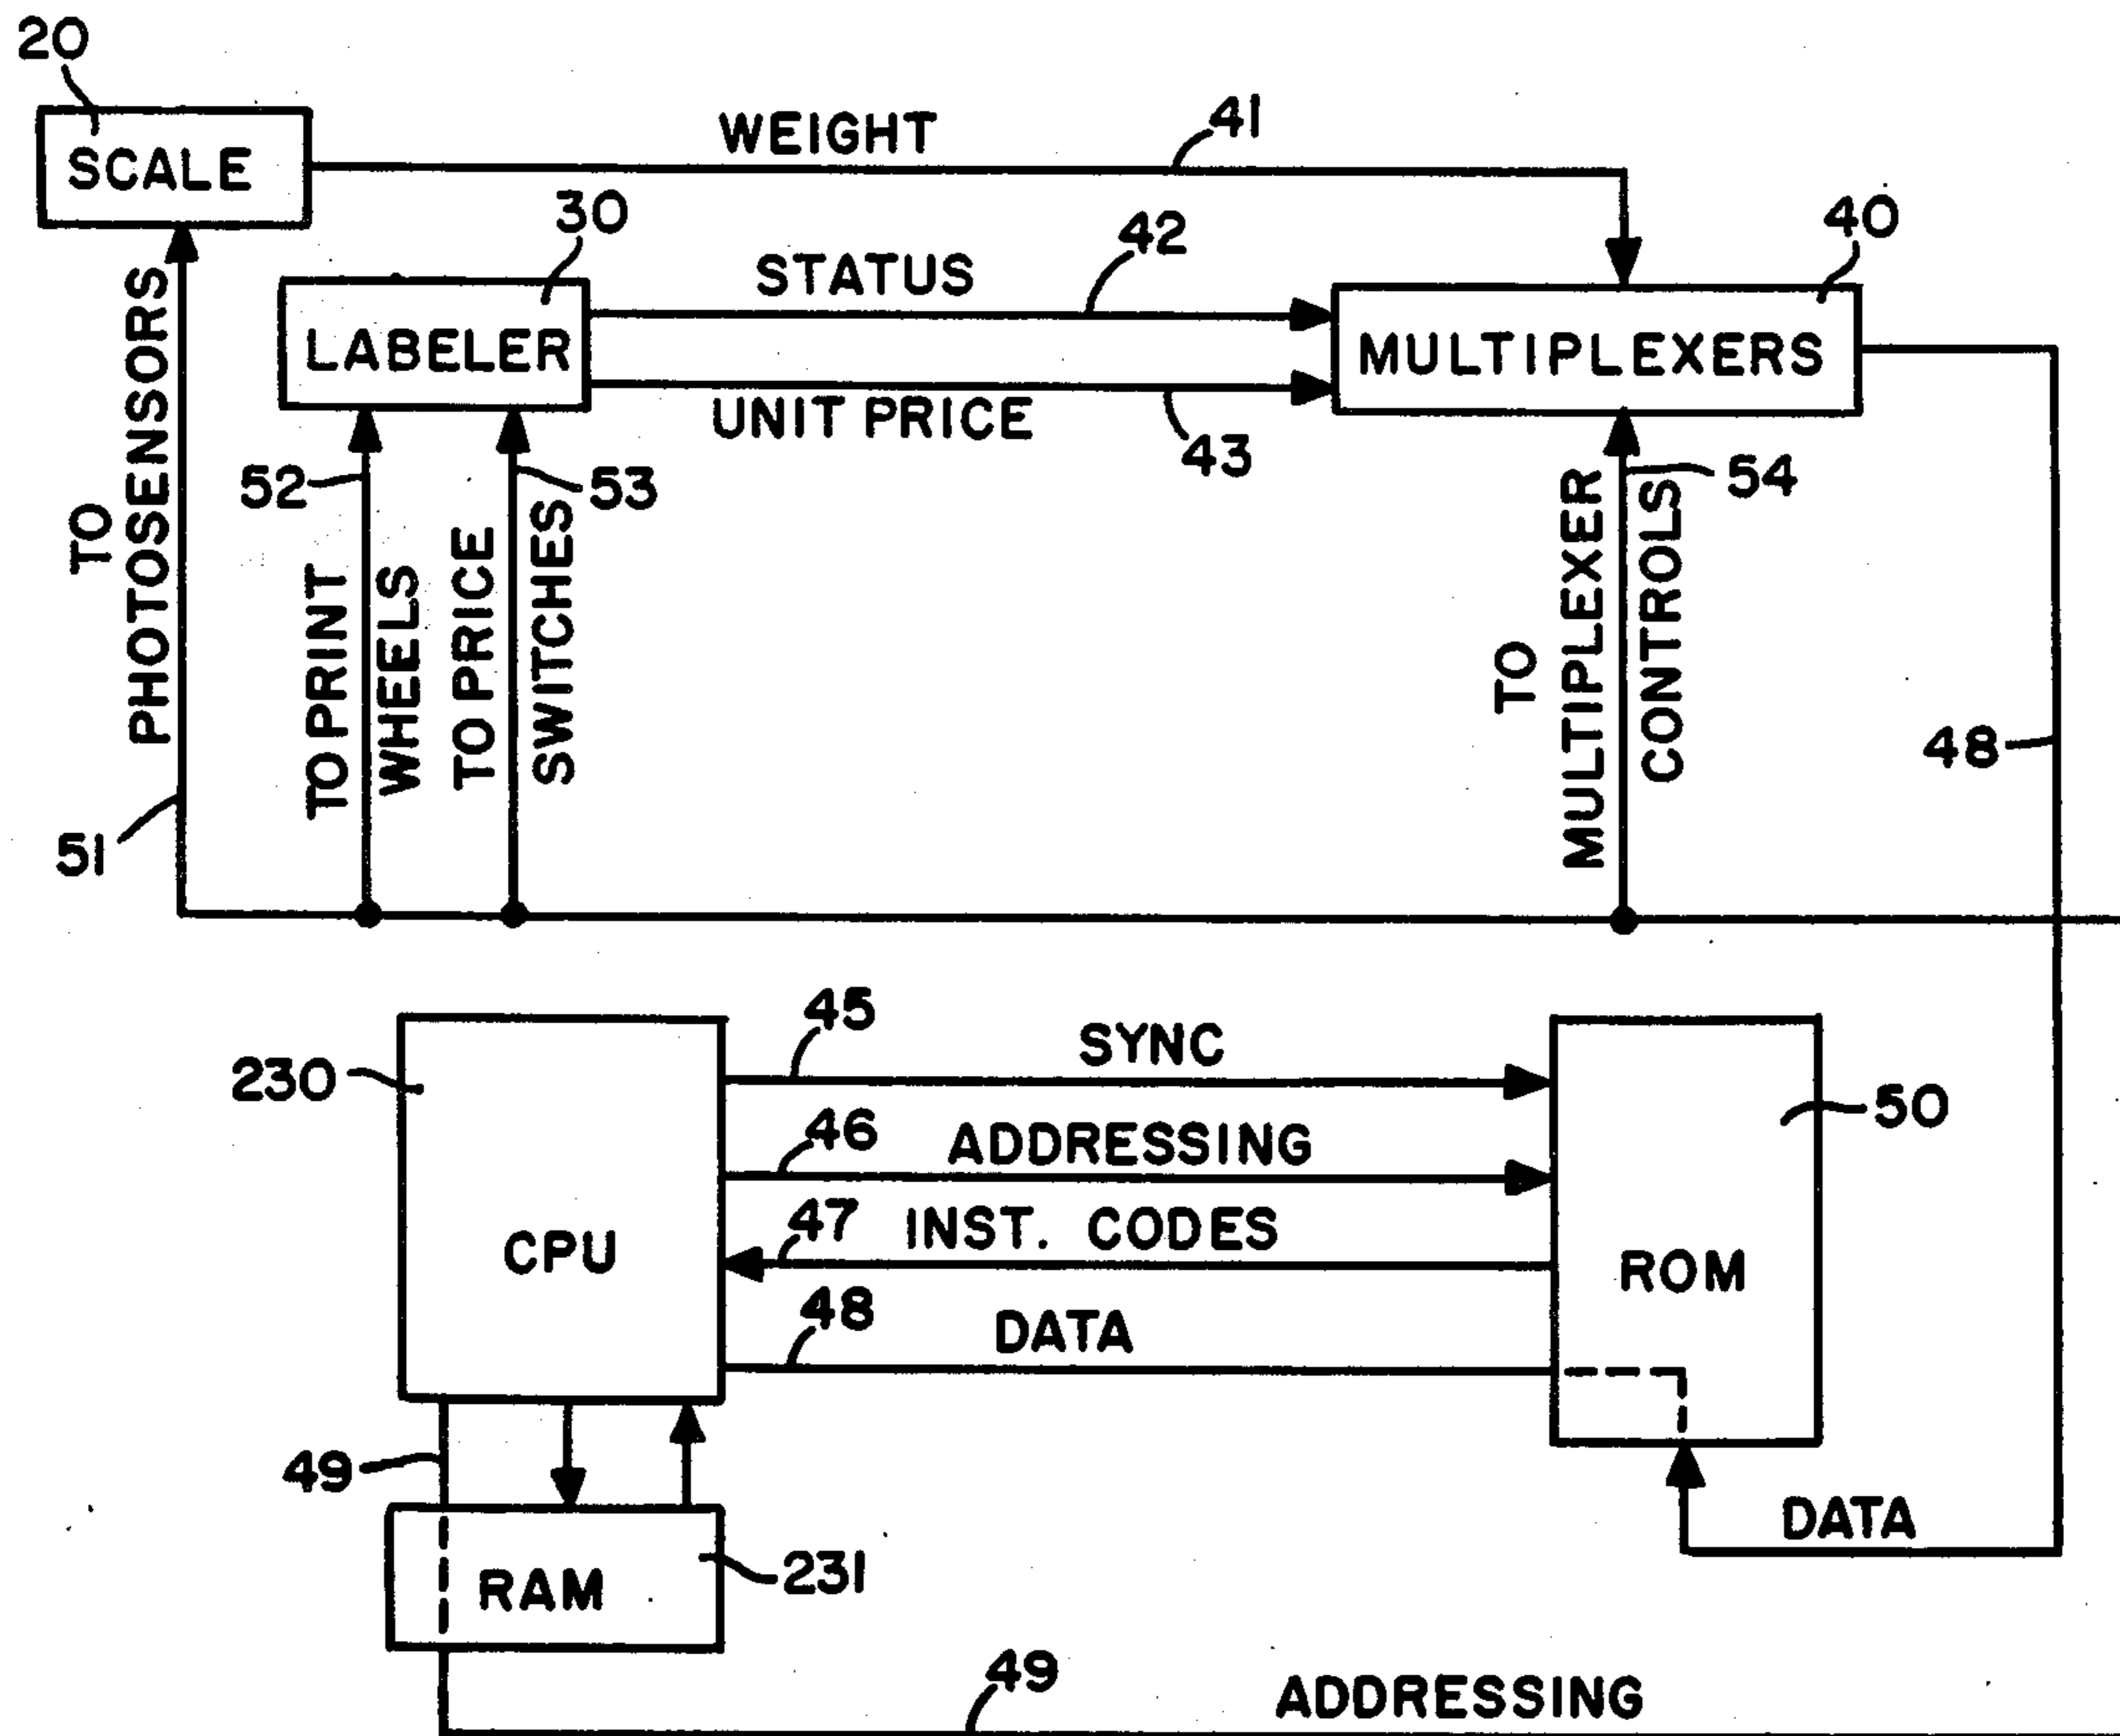 20
SCALE
WEIGHT
41
30
LABELER
STATUS
42
UNIT PRICE
43
40
MULTIPLEXERS
TO
PHOTOSENSORS
51
52
TO PRINT
WHEELS
53
TO PRICE
SWITCHES
54
TO
MULTIPLEXER
CONTROLS
48
230
CPU
45
SYNC
46
ADDRESSING
47
INST. CODES
48
DATA
50
ROM
DATA
49
RAM
231
49
ADDRESSING